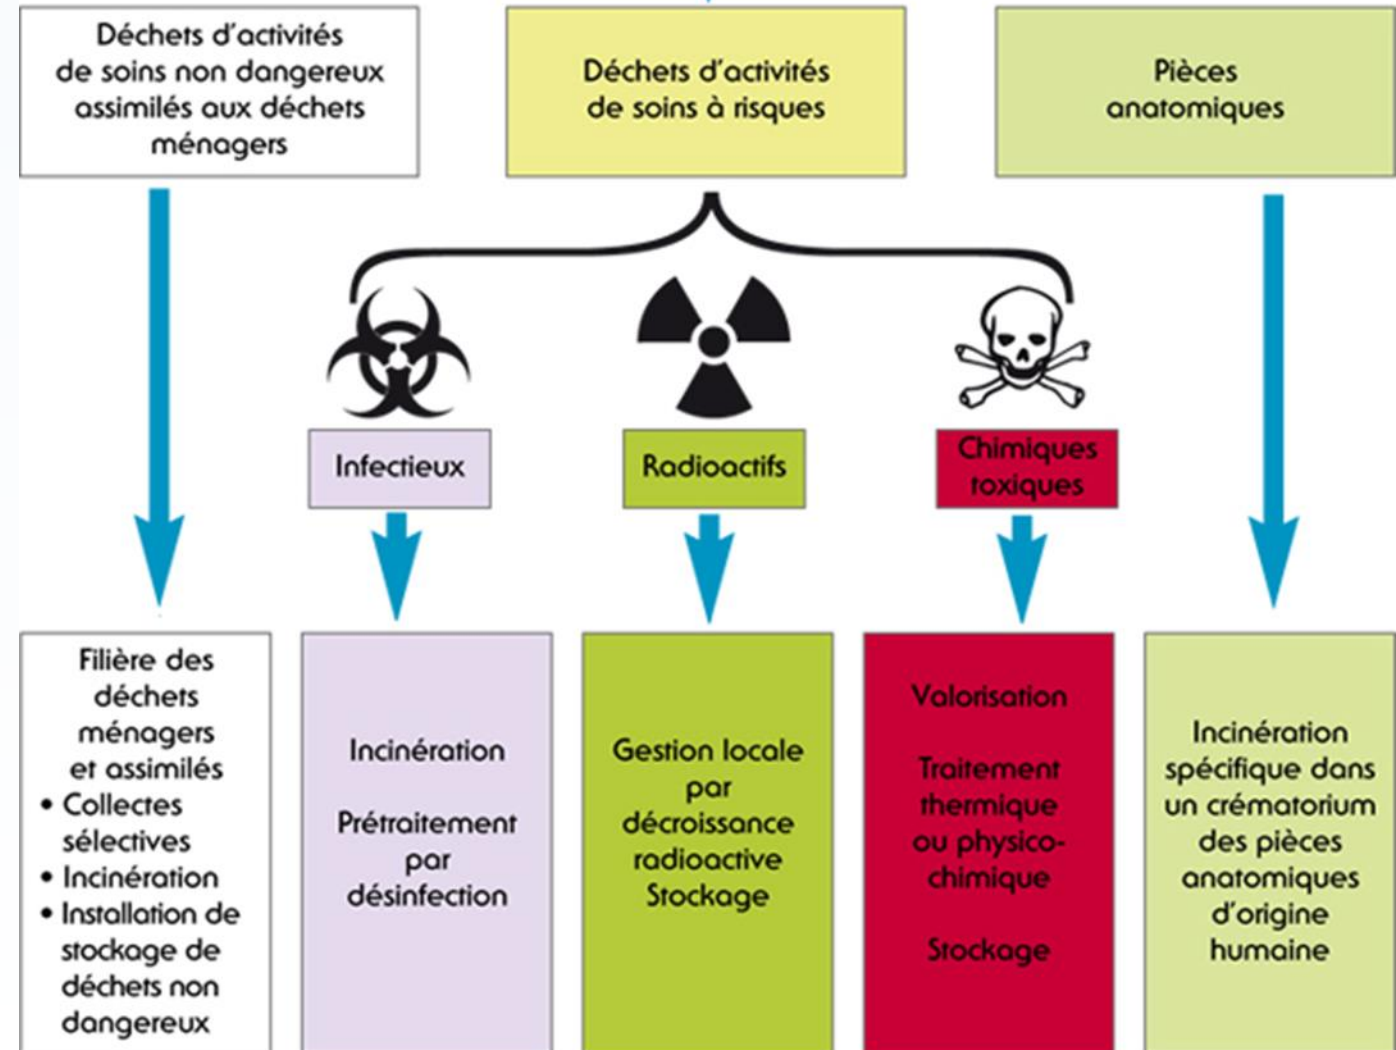 Déchets d'activités
de soins non dangereux
assimilés aux déchets
ménagers
Déchets d'activités
de soins à risques
Pièces
anatomiques
Infectieux
Radioactifs
Chimiques
toxiques
Filière des
déchets
ménagers
et assimilés
• Collectes
sélectives
• Incinération
• Installation de
stockage de
déchets non
dangereux
Incinération
Prétraitement
par
désinfection
Gestion locale
par
décroissance
radioactive
Stockage
Valorisation
Traitement
thermique
ou physico-
chimique
Stockage
Incinération
spécifique dans
un crématorium
des pièces
anatomiques
d'origine
humaine